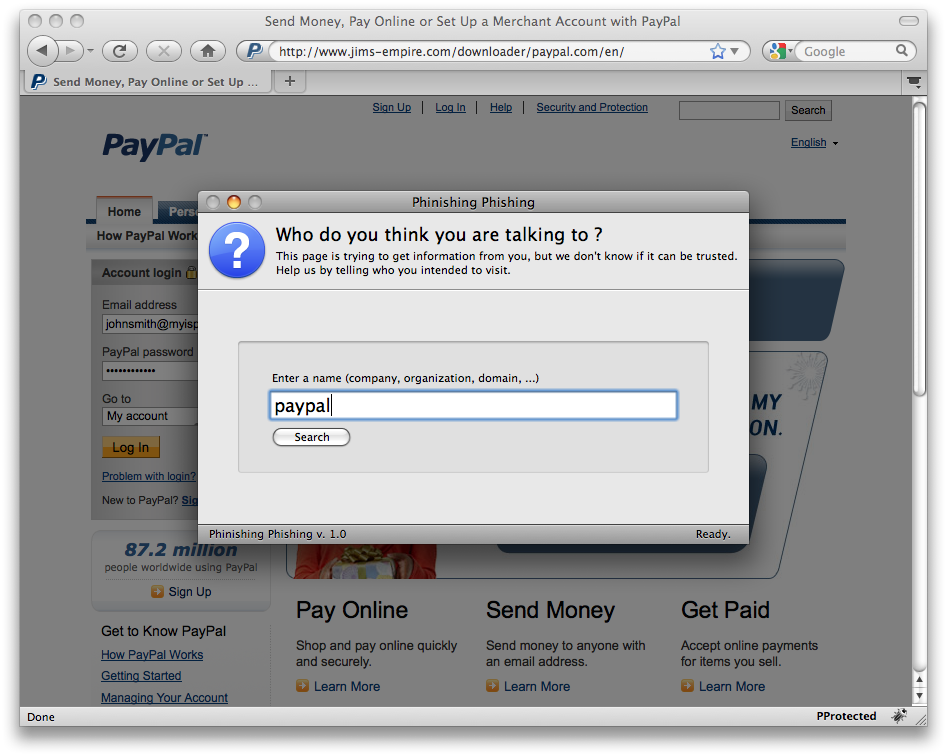 Send Money, Pay Online or Set Up a Merchant Account with PayPal
http://www.jims-empire.com/downloader/paypal.com/en/
Google
Send Money, Pay Online or Set Up ...
Sign Up | Log In | Help | Security and Protection
Search
PayPal™
English
Home
Pers
How PayPal Work
Account login
Email address
johnsmith@myisp
PayPal password
••••••••••••
Go to
My account
Log In
Problem with login?
New to PayPal? Sig
Phinishing Phishing
?
Who do you think you are talking to ?
This page is trying to get information from you, but we don't know if it can be trusted.
Help us by telling who you intended to visit.
Enter a name (company, organization, domain, ...)
paypal
Search
Phinishing Phishing v. 1.0
Ready.
MY
ON.
87.2 million
people worldwide using PayPal
Sign Up
Get to Know PayPal
How PayPal Works
Getting Started
Managing Your Account
Pay Online
Shop and pay online quickly
and securely.
Learn More
Send Money
Send money to anyone with
an email address.
Learn More
Get Paid
Accept online payments
for items you sell.
Learn More
Done
PProtected